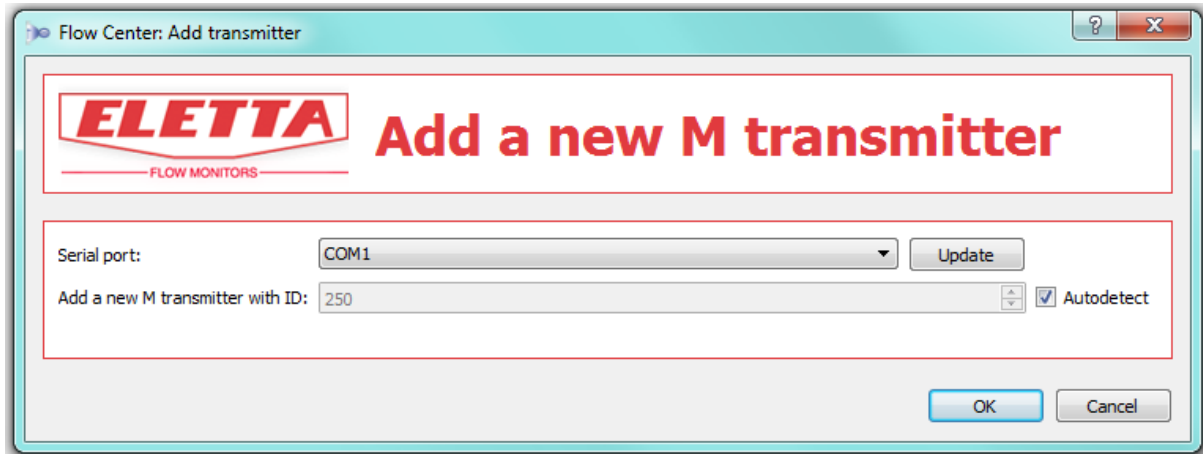 Flow Center: Add transmitter
ELETTA
FLOW MONITORS
Add a new M transmitter
Serial port: COM1 Update
Add a new M transmitter with ID: 250 Autodetect
OK Cancel